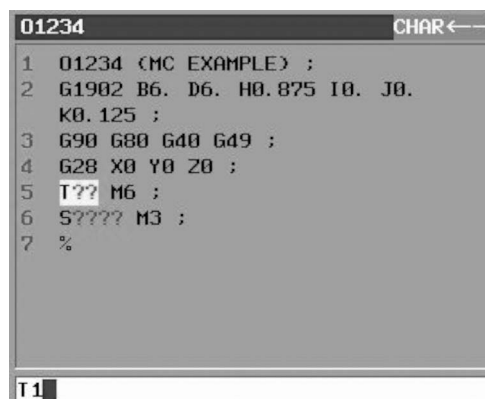 O1234 CHAR←
1 O1234 (MC EXAMPLE) ;
2 G1902 B6. D6. H0.875 I0. J0.
K0.125 ;
3 G90 G80 G40 G49 ;
4 G28 X0 Y0 Z0 ;
5 T?? M6 ;
6 S???? M3 ;
7 %
T1